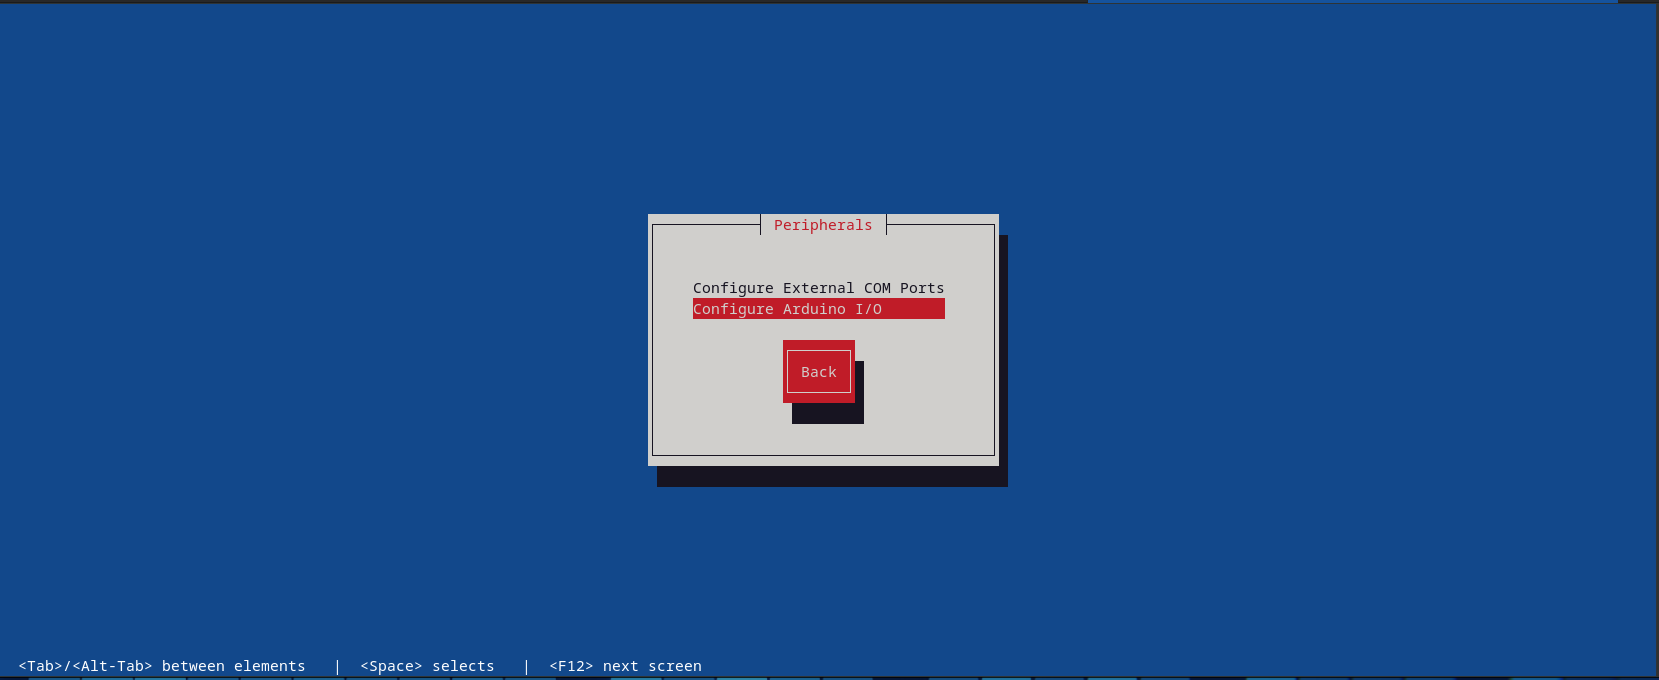 Peripherals
Configure External COM Ports
Configure Arduino I/O
Back
<Tab>/<Alt-Tab> between elements   |  <Space> selects   |  <F12> next screen